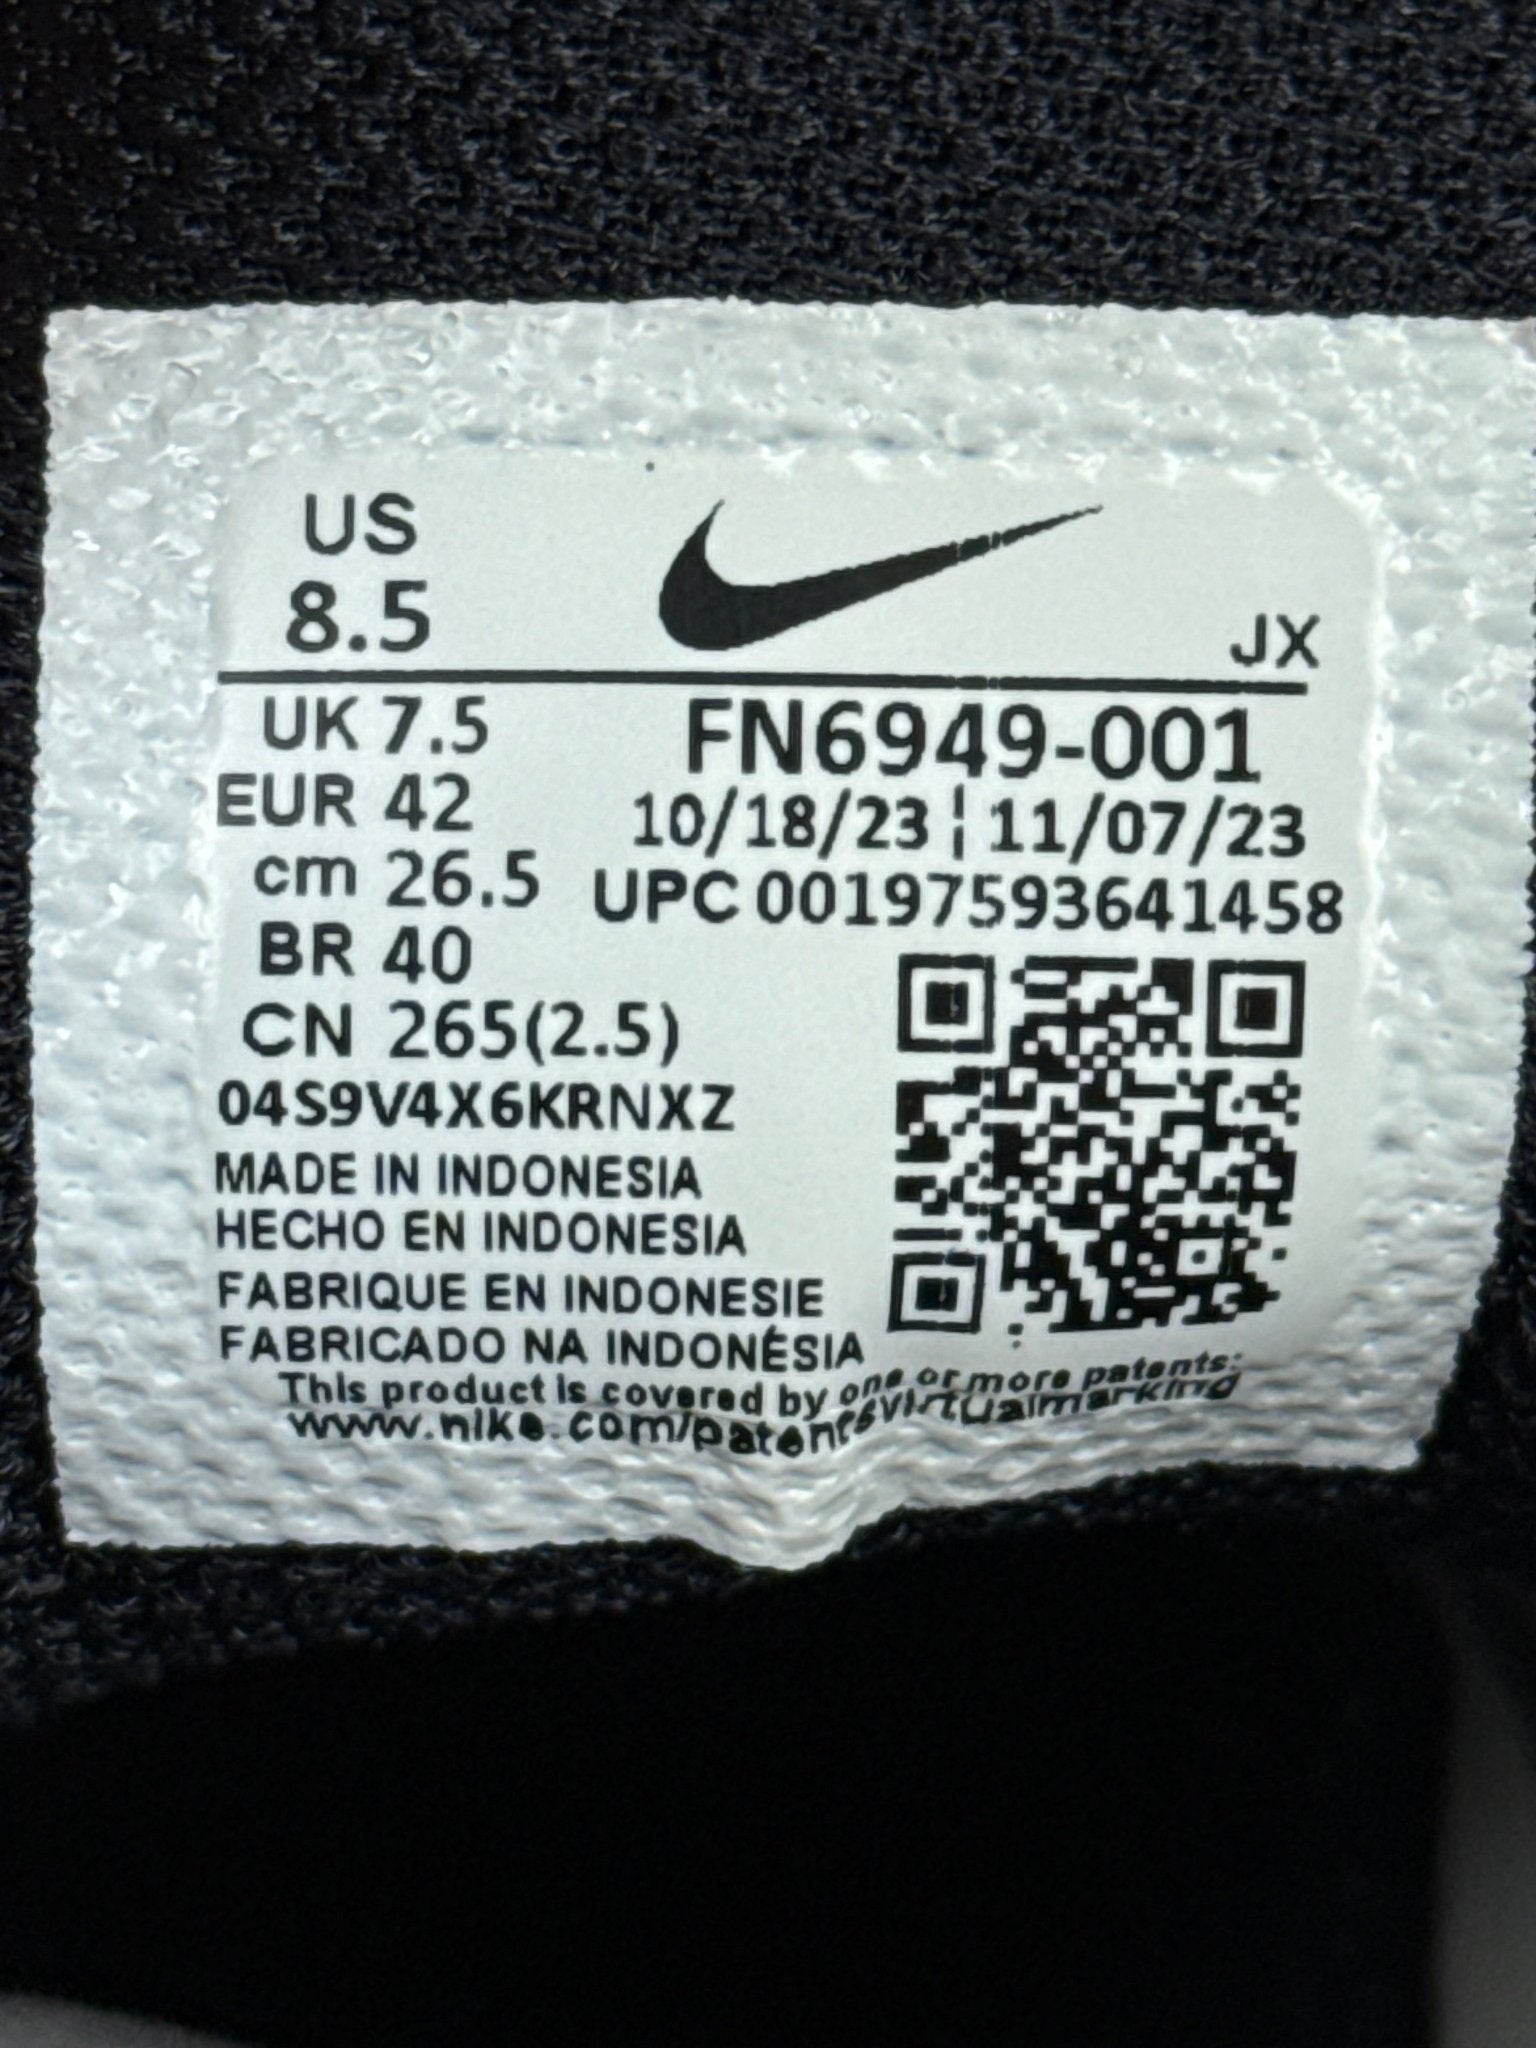 US
8.5
JX
UK 7.5
EUR 42
cm 26.5
BR 40
CN 265(2.5)
FN6949-001
10/18/23 ¦ 11/07/23
UPC 00197593641458
04S9V4X6KRNXZ
MADE IN INDONESIA
HECHO EN INDONESIA
FABRIQUE EN INDONESIE
FABRICADO NA INDONÉSIA
This product is covered by one or more patents:
www.nike.com/patentsvirtualmarking